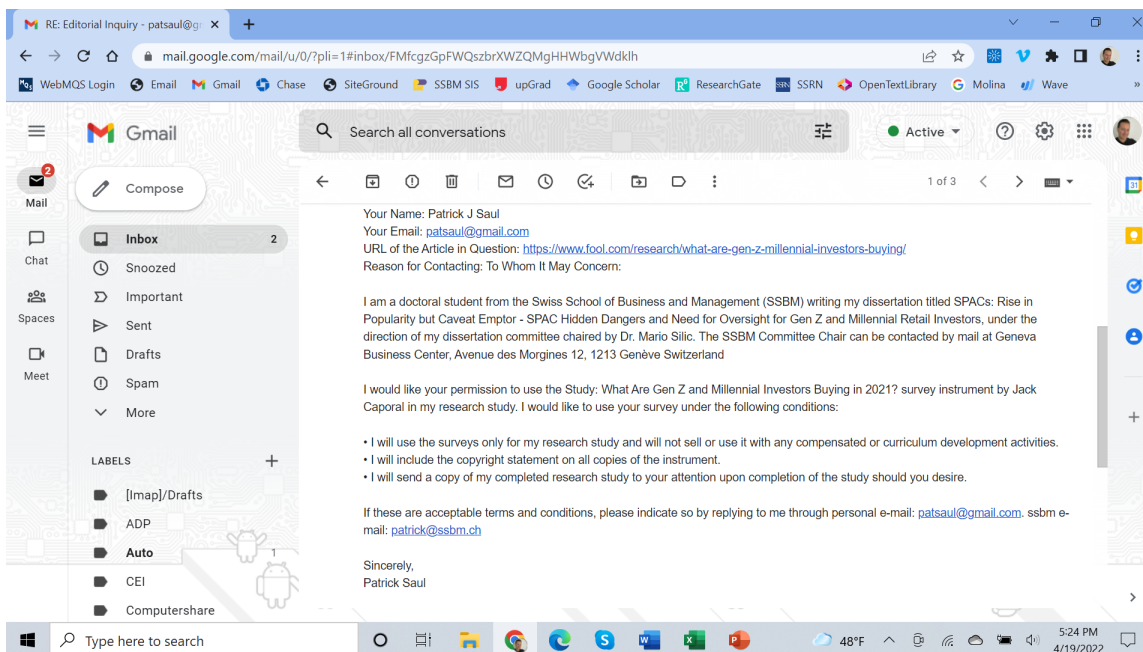 RE: Editorial Inquiry - patsaul@gr
mail.google.com/mail/u/0/?pli=1#inbox/FMfcgzGpFWQszbrXWZQMgHHWbgVWdklh
WebMQS Login Email Gmail Chase SiteGround SSBM SIS upGrad Google Scholar ResearchGate SSRN OpenTextLibrary Molina Wave »
Gmail
Search all conversations
Active
2
Mail
Compose
1 of 3
31
Chat
Spaces
Meet
Inbox 2
Snoozed
Important
Sent
Drafts
Spam
More
LABELS
[Imap]/Drafts
ADP
Auto 1
CEI
Computershare
Your Name: Patrick J Saul
Your Email: patsaul@gmail.com
URL of the Article in Question: https://www.fool.com/research/what-are-gen-z-millennial-investors-buying/
Reason for Contacting: To Whom It May Concern:
I am a doctoral student from the Swiss School of Business and Management (SSBM) writing my dissertation titled SPACs: Rise in
Popularity but Caveat Emptor - SPAC Hidden Dangers and Need for Oversight for Gen Z and Millennial Retail Investors, under the
direction of my dissertation committee chaired by Dr. Mario Silic. The SSBM Committee Chair can be contacted by mail at Geneva
Business Center, Avenue des Morgines 12, 1213 Genève Switzerland
I would like your permission to use the Study: What Are Gen Z and Millennial Investors Buying in 2021? survey instrument by Jack
Caporal in my research study. I would like to use your survey under the following conditions:
• I will use the surveys only for my research study and will not sell or use it with any compensated or curriculum development activities.
• I will include the copyright statement on all copies of the instrument.
• I will send a copy of my completed research study to your attention upon completion of the study should you desire.
If these are acceptable terms and conditions, please indicate so by replying to me through personal e-mail: patsaul@gmail.com. ssbm e-
mail: patrick@ssbm.ch
Sincerely,
Patrick Saul
Type here to search
48°F
5:24 PM
4/19/2022